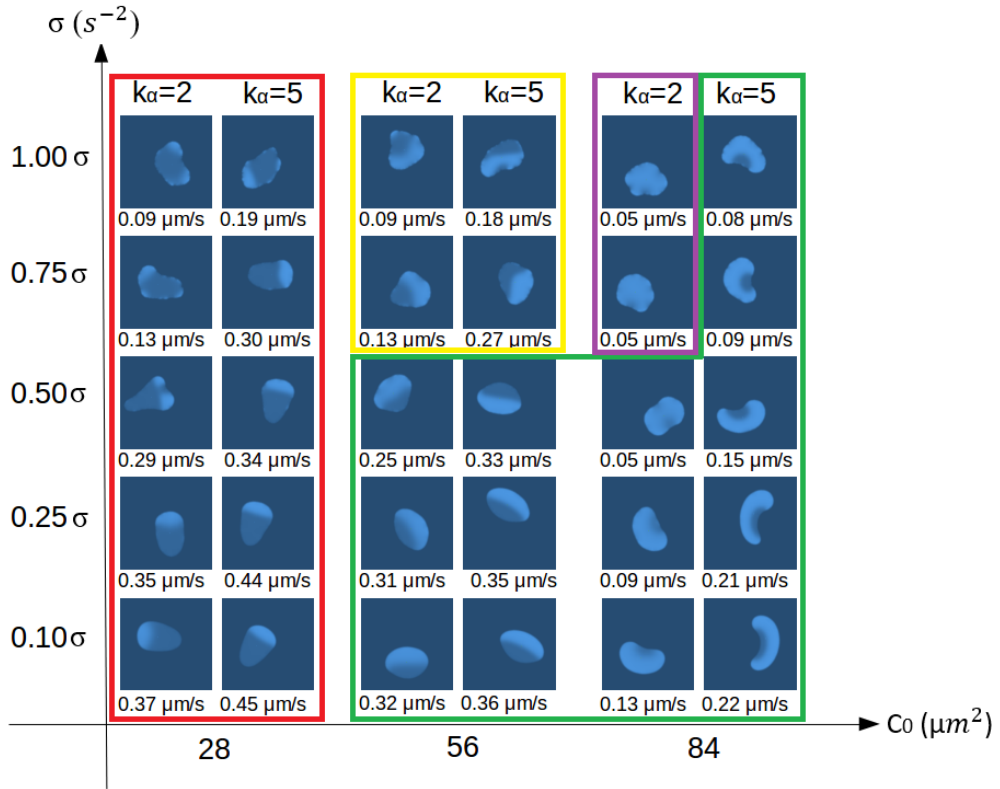 σ (s⁻²)
kα=2 kα=5 kα=2 kα=5 kα=2 kα=5
1.00 σ
0.09 μm/s 0.19 μm/s 0.09 μm/s 0.18 μm/s 0.05 μm/s 0.08 μm/s
0.75 σ
0.13 μm/s 0.30 μm/s 0.13 μm/s 0.27 μm/s 0.05 μm/s 0.09 μm/s
0.50 σ
0.29 μm/s 0.34 μm/s 0.25 μm/s 0.33 μm/s 0.05 μm/s 0.15 μm/s
0.25 σ
0.35 μm/s 0.44 μm/s 0.31 μm/s 0.35 μm/s 0.09 μm/s 0.21 μm/s
0.10 σ
0.37 μm/s 0.45 μm/s 0.32 μm/s 0.36 μm/s 0.13 μm/s 0.22 μm/s
C₀ (μm²)
28 56 84